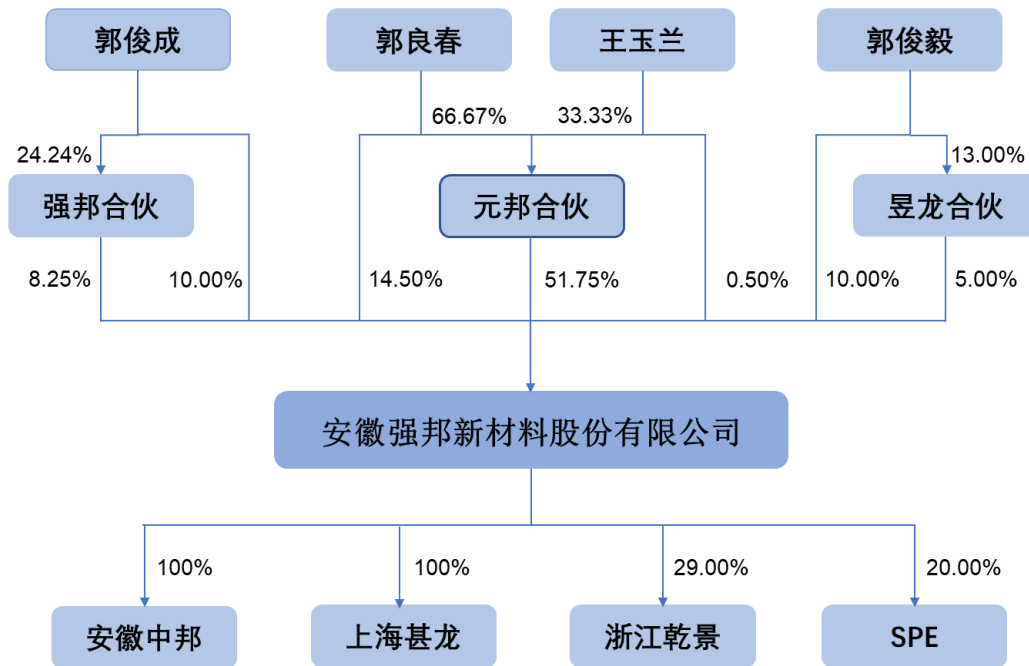 郭俊成
郭良春
王玉兰
郭俊毅
66.67%
33.33%
24.24%
13.00%
强邦合伙
元邦合伙
昱龙合伙
8.25%
10.00%
14.50%
51.75%
0.50%
10.00%
5.00%
安徽强邦新材料股份有限公司
100%
100%
29.00%
20.00%
安徽中邦
上海甚龙
浙江乾景
SPE